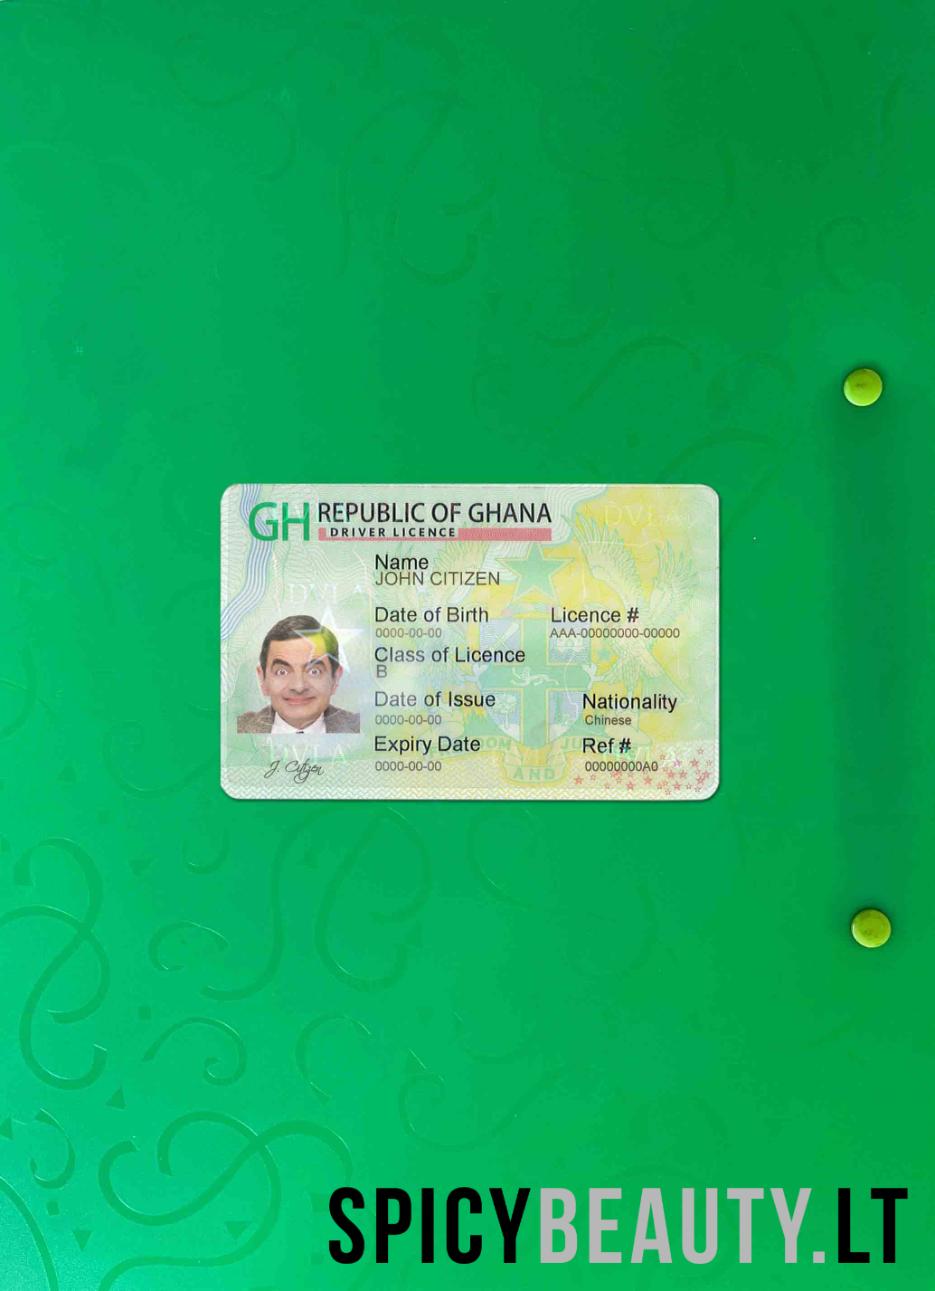 GH REPUBLIC OF GHANA
DRIVER LICENCE
Name
JOHN CITIZEN
DVLA
Date of Birth Licence #
0000-00-00 AAA-00000000-00000
Class of Licence
B
Date of Issue Nationality
0000-00-00 Chinese
Expiry Date Ref #
0000-00-00 00000000A0
DVLA
J. Citizen
AND
SPICYBEAUTY.LT